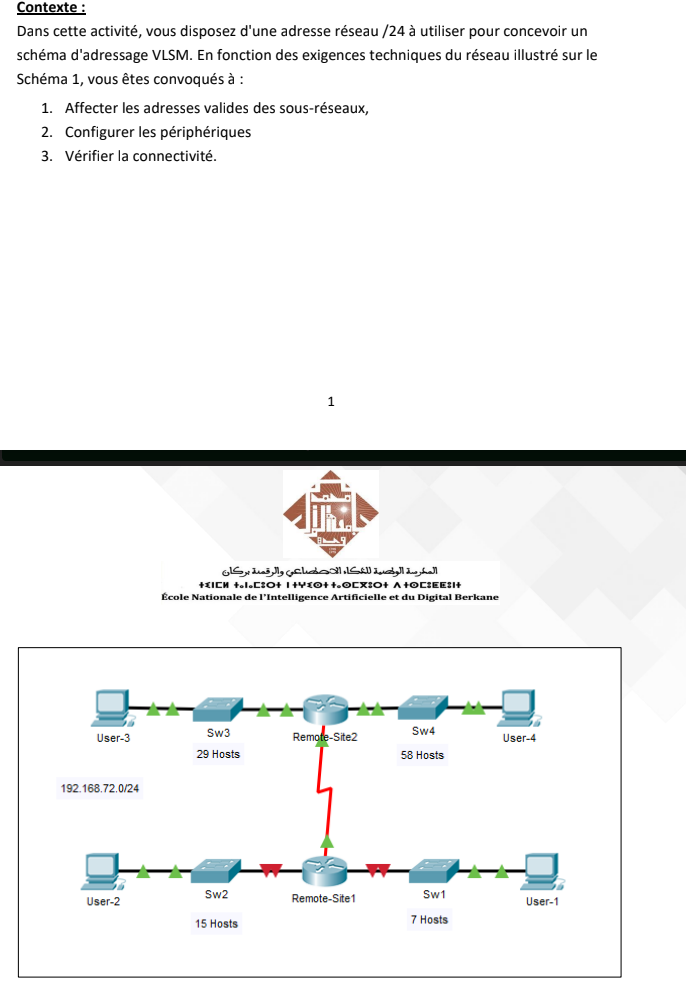 Contexte :
Dans cette activité, vous disposez d'une adresse réseau /24 à utiliser pour concevoir un
schéma d'adressage VLSM. En fonction des exigences techniques du réseau illustré sur le
Schéma 1, vous êtes convoqués à :
1. Affecter les adresses valides des sous-réseaux,
2. Configurer les périphériques
3. Vérifier la connectivité.
1
المدرسة الوطنية للذكاء الاصطناعي والرقمنة بركان
École Nationale de l'Intelligence Artificielle et du Digital Berkane
User-3
Sw3
Remote-Site2
Sw4
User-4
29 Hosts
58 Hosts
192.168.72.0/24
User-2
Sw2
Remote-Site1
Sw1
User-1
15 Hosts
7 Hosts